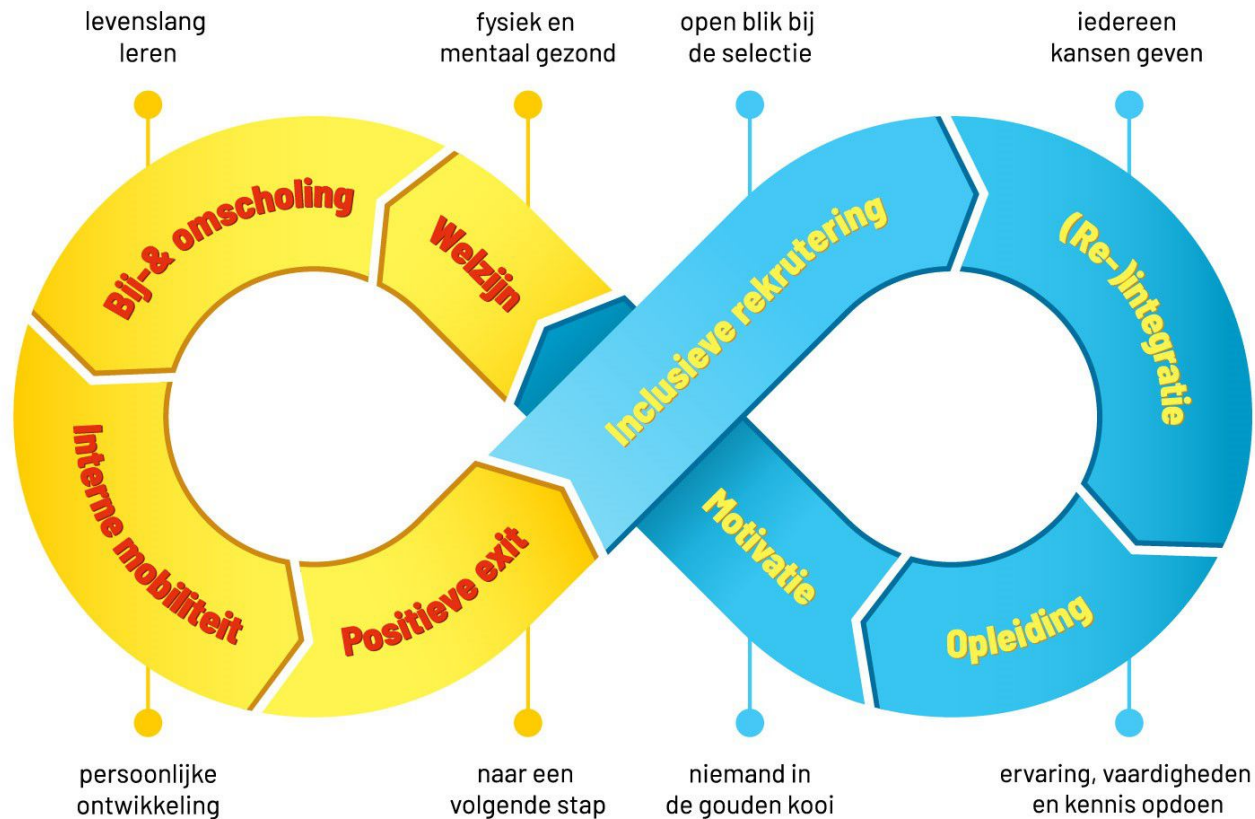 levenslang
leren
fysiek en
mentaal gezond
open blik bij
de selectie
iedereen
kansen geven
Bij-& omscholing
Welzijn
Inclusieve rekrutering
(Re-)integratie
Interne mobiliteit
Positieve exit
Motivatie
Opleiding
persoonlijke
ontwikkeling
naar een
volgende stap
niemand in
de gouden kooi
ervaring, vaardigheden
en kennis opdoen